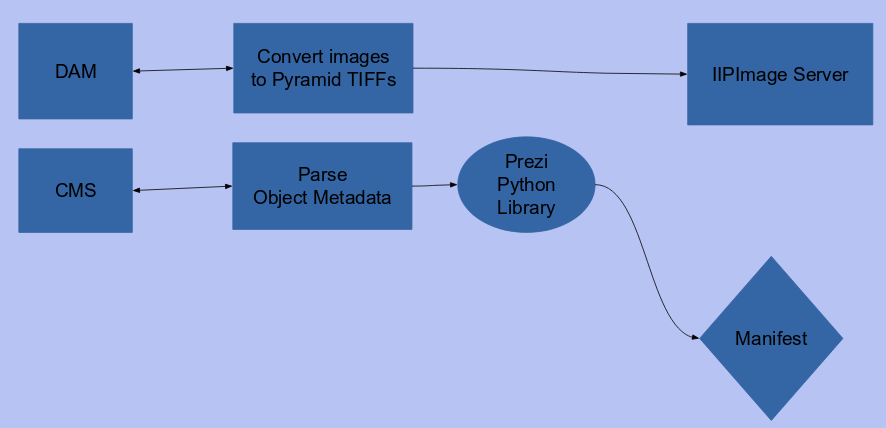 DAM
Convert images
to Pyramid TIFFs
IIPImage Server
CMS
Parse
Object Metadata
Prezi
Python
Library
Manifest